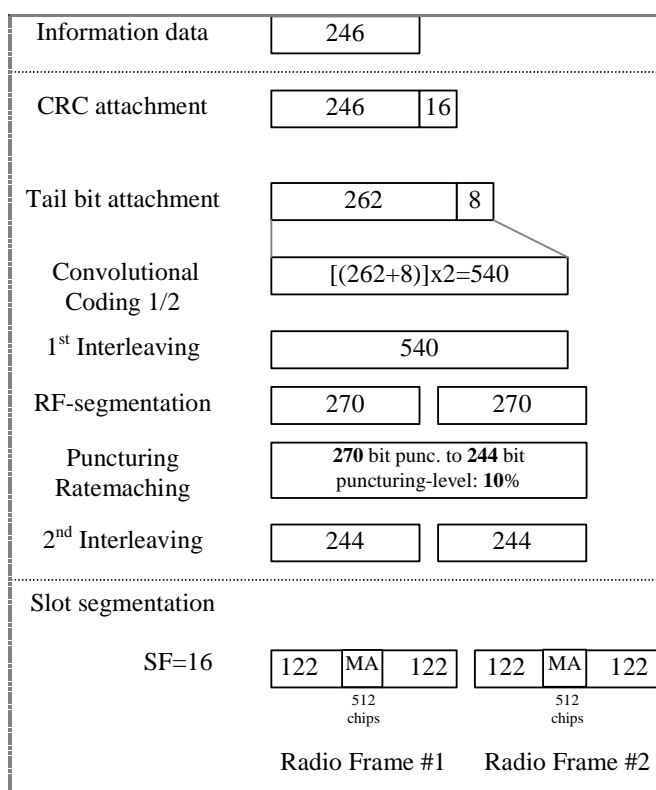 Information data 246
CRC attachment 246 16
Tail bit attachment 262 8
Convolutional
Coding 1/2
[(262+8)]x2=540
1st Interleaving 540
RF-segmentation 270 270
Puncturing
Ratemaching
270 bit punc. to 244 bit
puncturing-level: 10%
2nd Interleaving 244 244
Slot segmentation
SF=16 122 MA 122 122 MA 122
512 512
chips chips
Radio Frame #1 Radio Frame #2